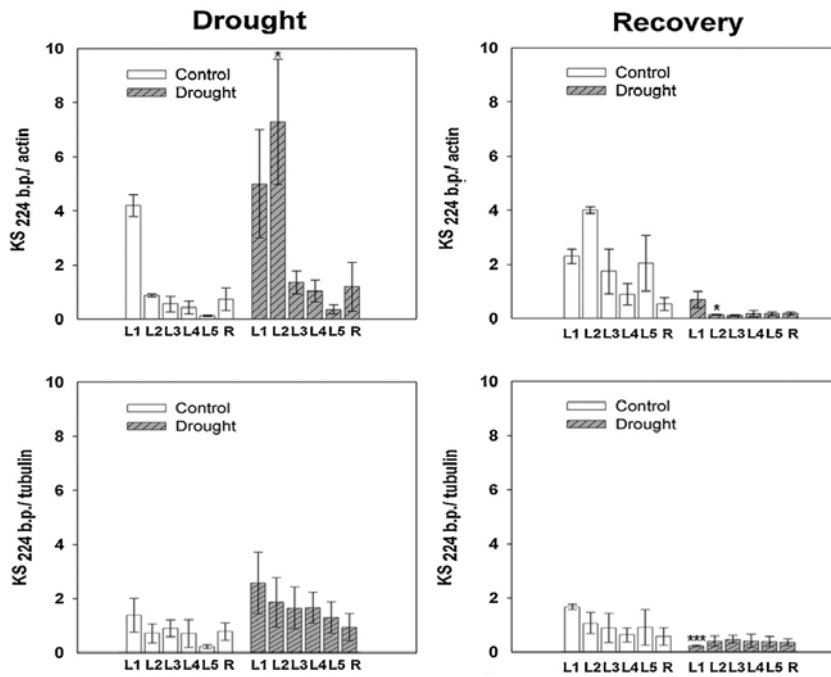 Drought
Recovery
10
8
6
4
2
0
KS 224 b.p./ actin
Control
Drought
*
L1 L2 L3 L4 L5 R
L1 L2 L3 L4 L5 R
10
8
6
4
2
0
KS 224 b.p./ actin
Control
Drought
*
L1 L2 L3 L4 L5 R
L1 L2 L3 L4 L5 R
10
8
6
4
2
0
KS 224 b.p./ tubulin
Control
Drought
L1 L2 L3 L4 L5 R
L1 L2 L3 L4 L5 R
10
8
6
4
2
0
KS 224 b.p./ tubulin
Control
Drought
***
L1 L2 L3 L4 L5 R
L1 L2 L3 L4 L5 R